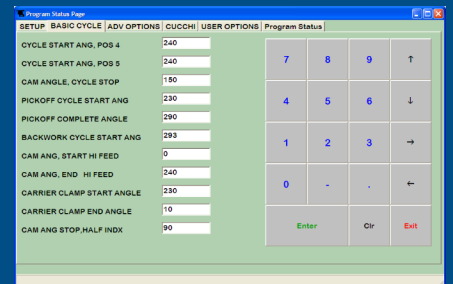 Program Status Page
SETUP BASIC CYCLE ADV OPTIONS CUCCHI USER OPTIONS Program Status
CYCLE START ANG, POS 4 240
CYCLE START ANG, POS 5 240
CAM ANGLE, CYCLE STOP 150
PICKOFF CYCLE START ANG 230
PICKOFF COMPLETE ANGLE 290
BACKWORK CYCLE START ANG 293
CAM ANG, START HI FEED 0
CAM ANG, END HI FEED 240
CARRIER CLAMP START ANGLE 230
CARRIER CLAMP END ANGLE 10
CAM ANG STOP,HALF INDX 90
7 8 9 ↑
4 5 6 ↓
1 2 3 →
0 - . ←
Enter Clr Exit